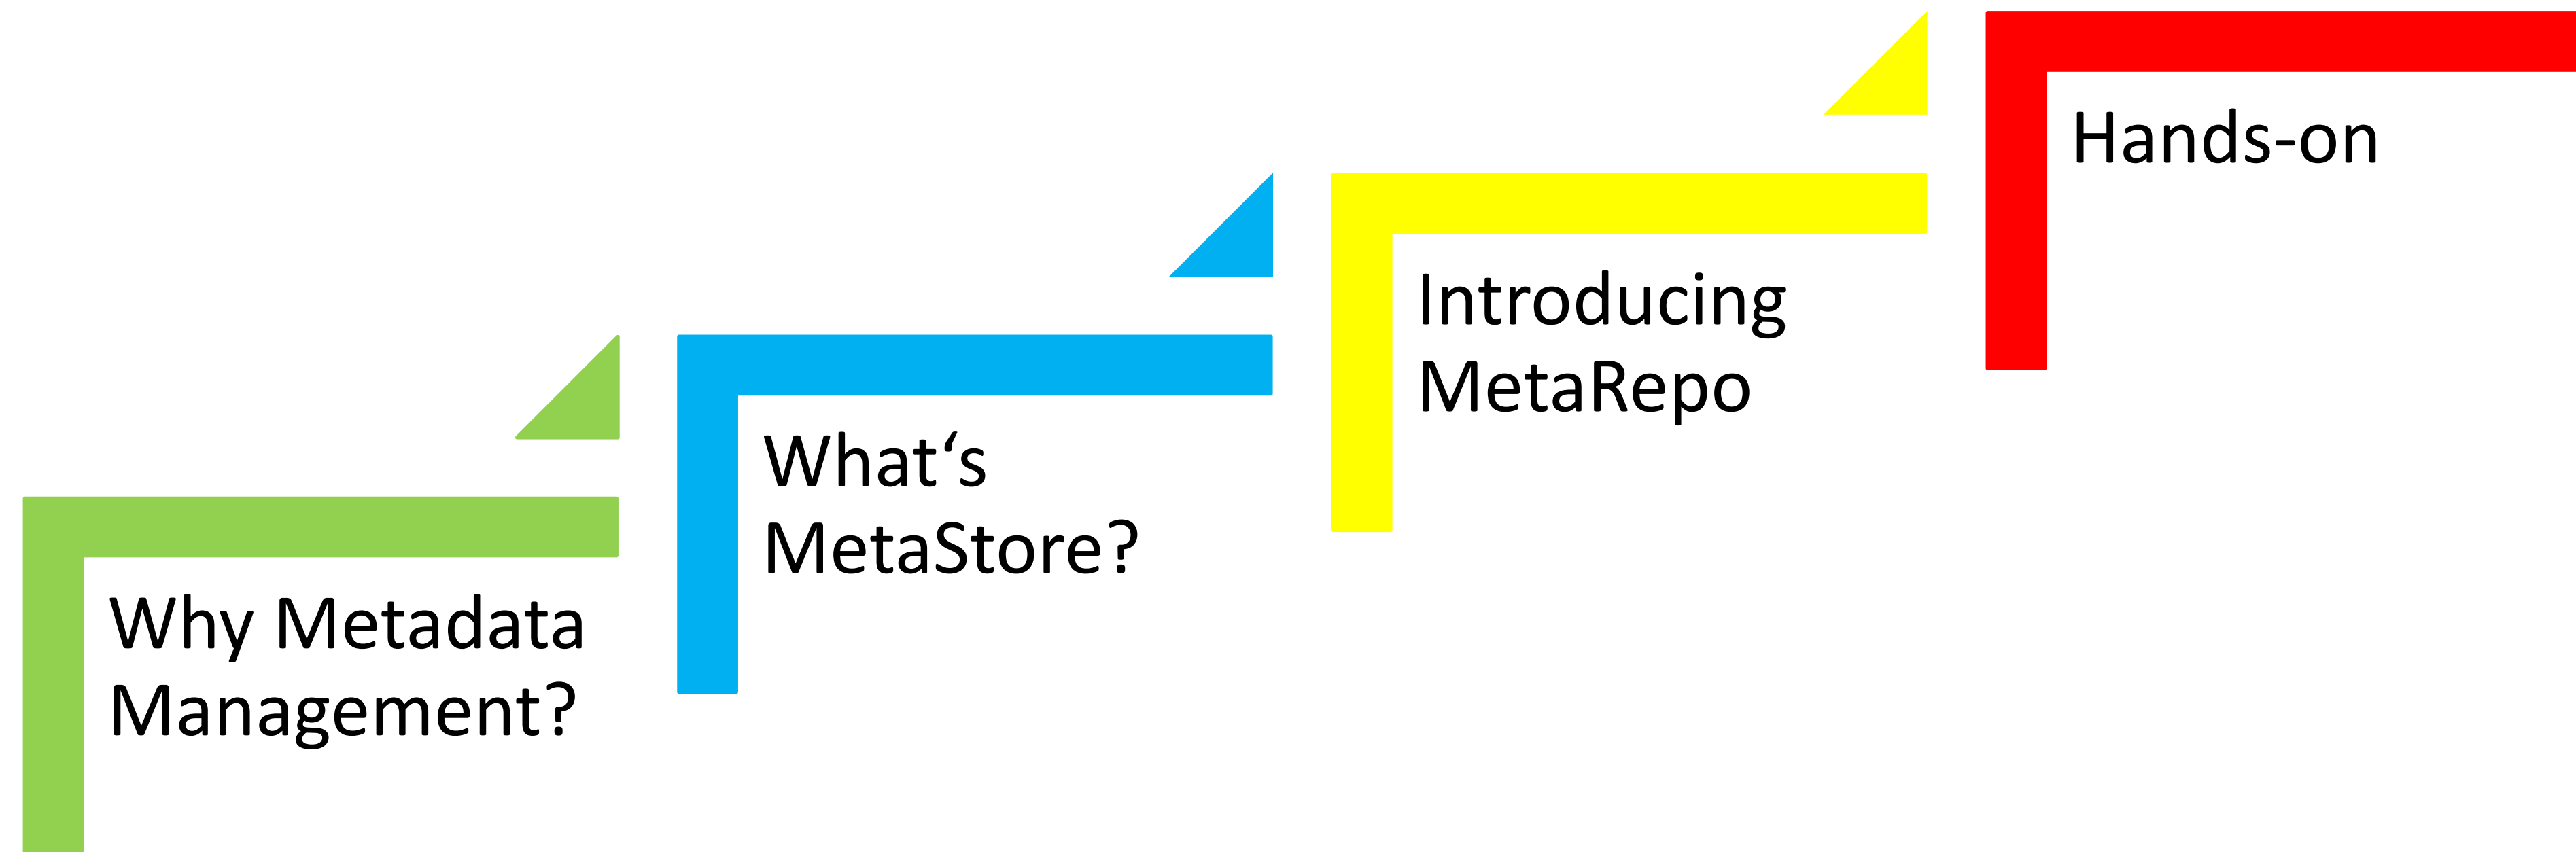 Why Metadata
Management?
What‘s
MetaStore?
Introducing
MetaRepo
Hands-on